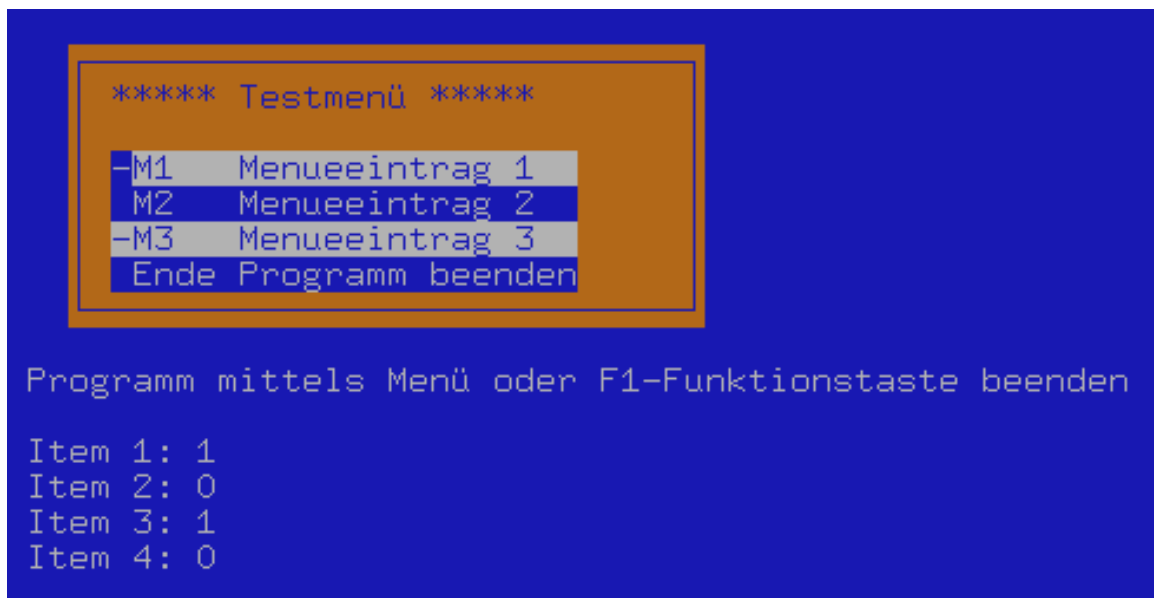 ***** Testmenü *****
-M1   Menueeintrag 1
 M2   Menueeintrag 2
-M3   Menueeintrag 3
 Ende Programm beenden
Programm mittels Menü oder F1-Funktionstaste beenden
Item 1: 1
Item 2: 0
Item 3: 1
Item 4: 0